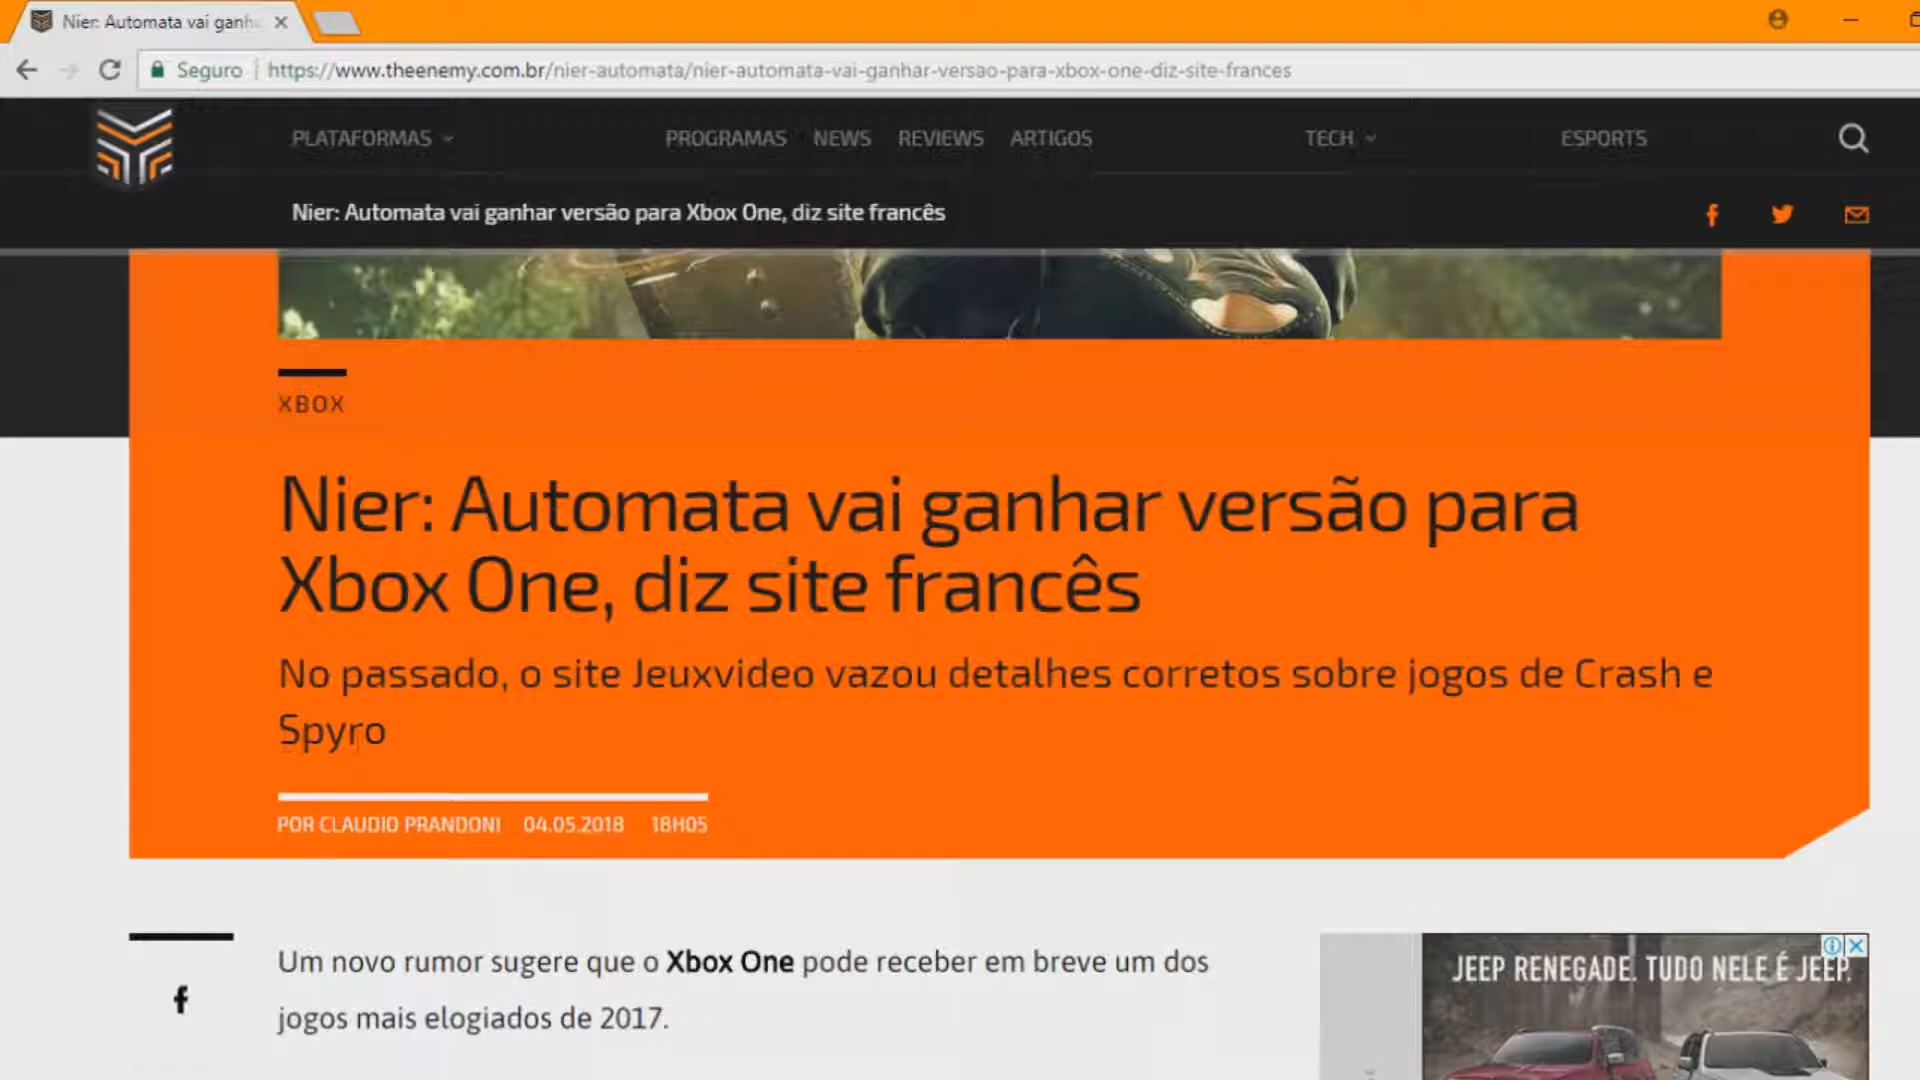 Nier: Automata vai ganh
Seguro https://www.theenemy.com.br/nier-automata/nier-automata-vai-ganhar-versao-para-xbox-one-diz-site-frances
PLATAFORMAS PROGRAMAS NEWS REVIEWS ARTIGOS TECH ESPORTS
Nier: Automata vai ganhar versão para Xbox One, diz site francês
XBOX
Nier: Automata vai ganhar versão para
Xbox One, diz site francês
No passado, o site Jeuxvideo vazou detalhes corretos sobre jogos de Crash e
Spyro
POR CLAUDIO PRANDONI 04.05.2018 18H05
Um novo rumor sugere que o Xbox One pode receber em breve um dos
jogos mais elogiados de 2017.
JEEP RENEGADE. TUDO NELE É JEEP.